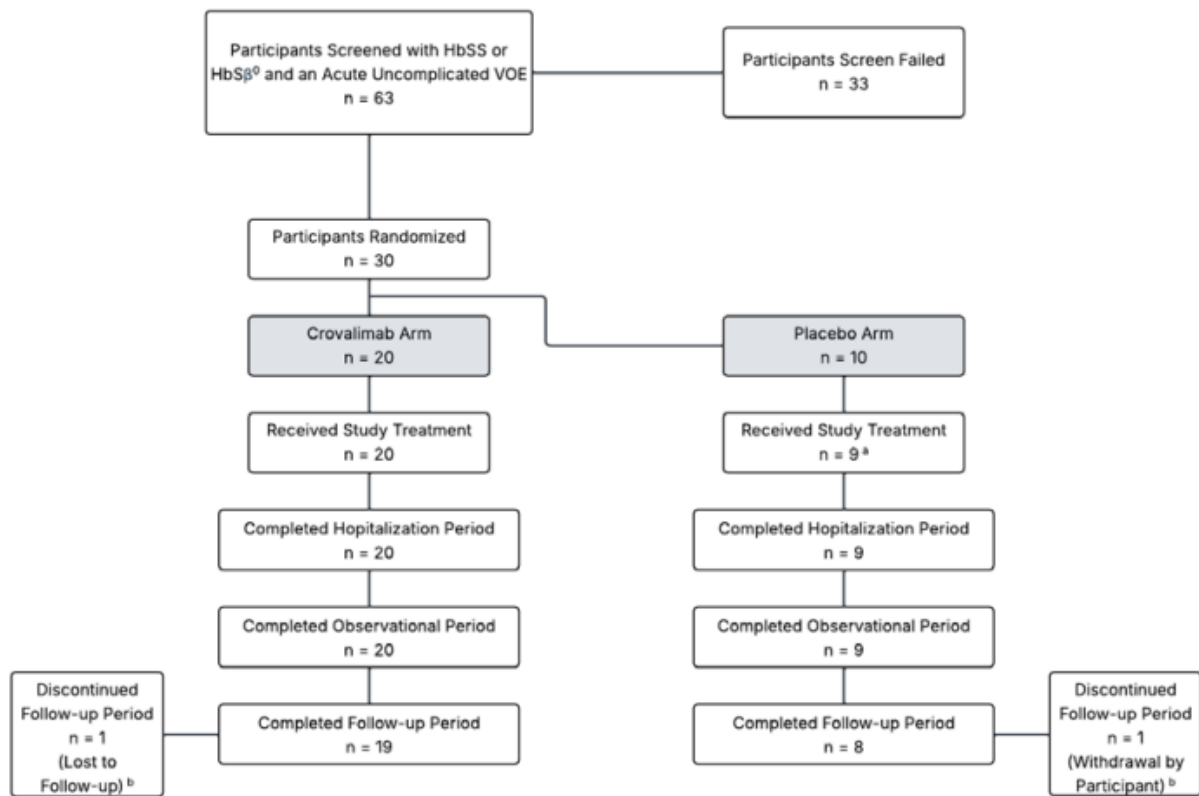 Participants Screened with HbSS or
HbSβ⁰ and an Acute Uncomplicated VOE
n = 63
Participants Screen Failed
n = 33
Participants Randomized
n = 30
Crovalimab Arm
n = 20
Placebo Arm
n = 10
Received Study Treatment
n = 20
Received Study Treatment
n = 9 ᵃ
Completed Hopitalization Period
n = 20
Completed Hopitalization Period
n = 9
Completed Observational Period
n = 20
Completed Observational Period
n = 9
Discontinued
Follow-up Period
n = 1
(Lost to
Follow-up) ᵇ
Completed Follow-up Period
n = 19
Completed Follow-up Period
n = 8
Discontinued
Follow-up Period
n = 1
(Withdrawal by
Participant) ᵇ